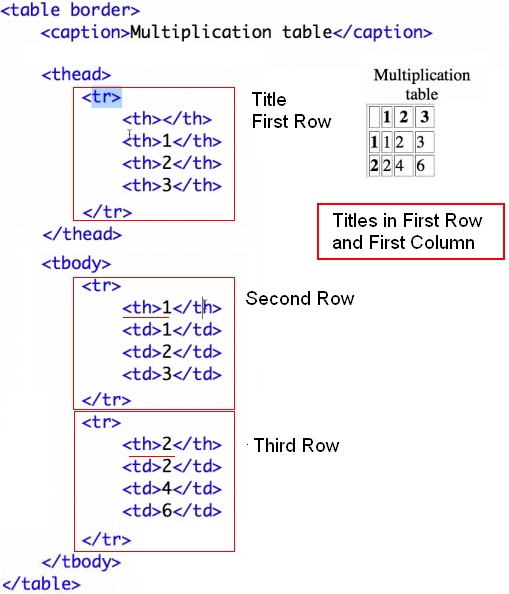 <table border>
<caption>Multiplication table</caption>
<thead>
<tr>
<th></th>
<th>1</th>
<th>2</th>
<th>3</th>
</tr>
</thead>
<tbody>
<tr>
<th>1</th>
<td>1</td>
<td>2</td>
<td>3</td>
</tr>
<tr>
<th>2</th>
<td>2</td>
<td>4</td>
<td>6</td>
</tr>
</tbody>
</table>
Title
First Row
Multiplication
table
1 2 3
1 1 2 3
2 2 4 6
Titles in First Row
and First Column
Second Row
Third Row